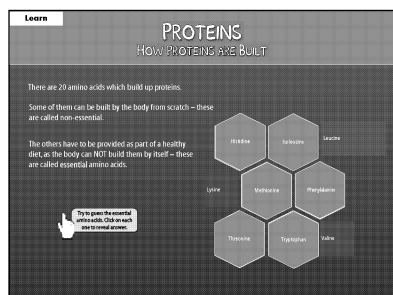 Learn
PROTEINS
HOW PROTEINS ARE BUILT
There are 20 amino acids which build up proteins.
Some of them can be built by the body from scratch – these
are called non-essential.
The others have to be provided as part of a healthy
diet, as the body can NOT build them by itself – these
are called essential amino acids.
Histidine
Isoleucine
Leucine
Lysine
Methionine
Phenylalanine
Threonine
Tryptophan
Valine
Try to guess the essential
amino acids. Click on each
one to reveal answer.